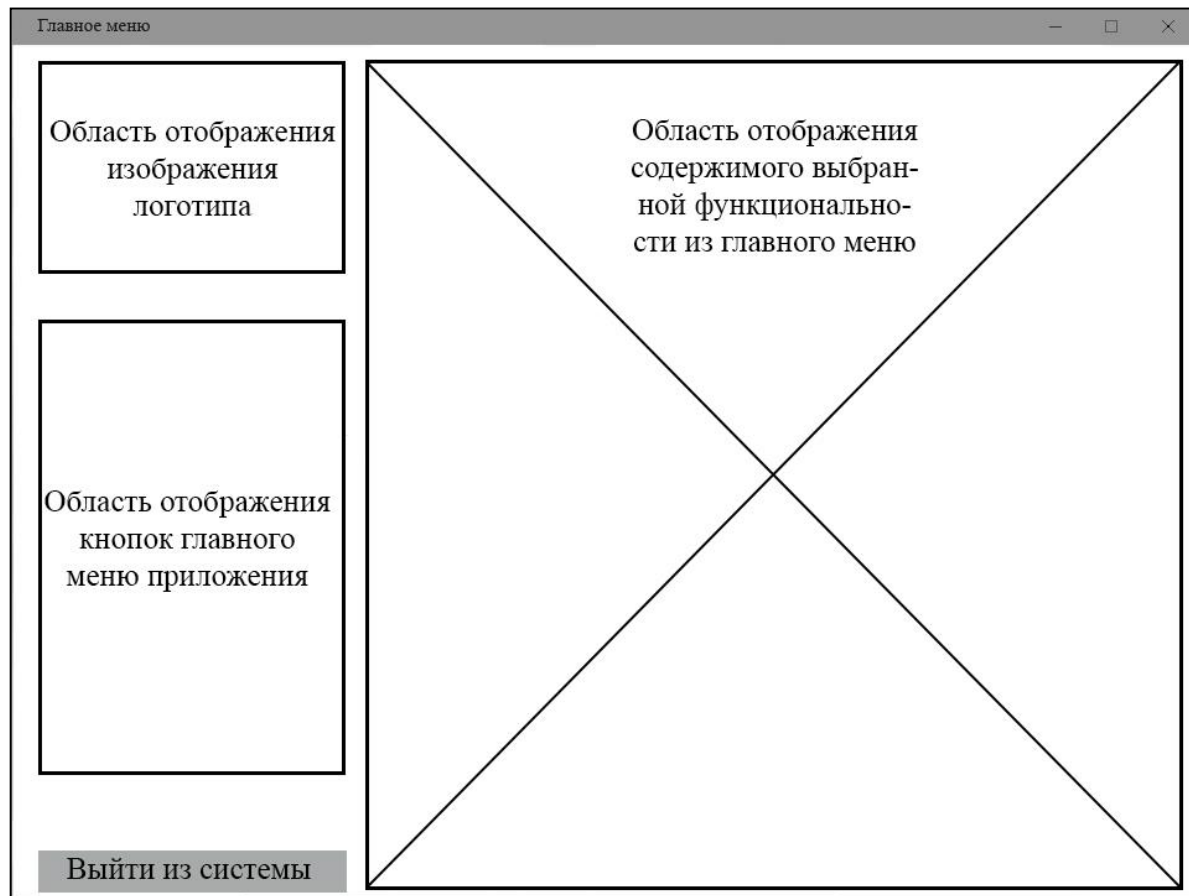 Главное меню
Область отображения
изображения
логотипа
Область отображения
содержимого выбран-
ной функционально-
сти из главного меню
Область отображения
кнопок главного
меню приложения
Выйти из системы